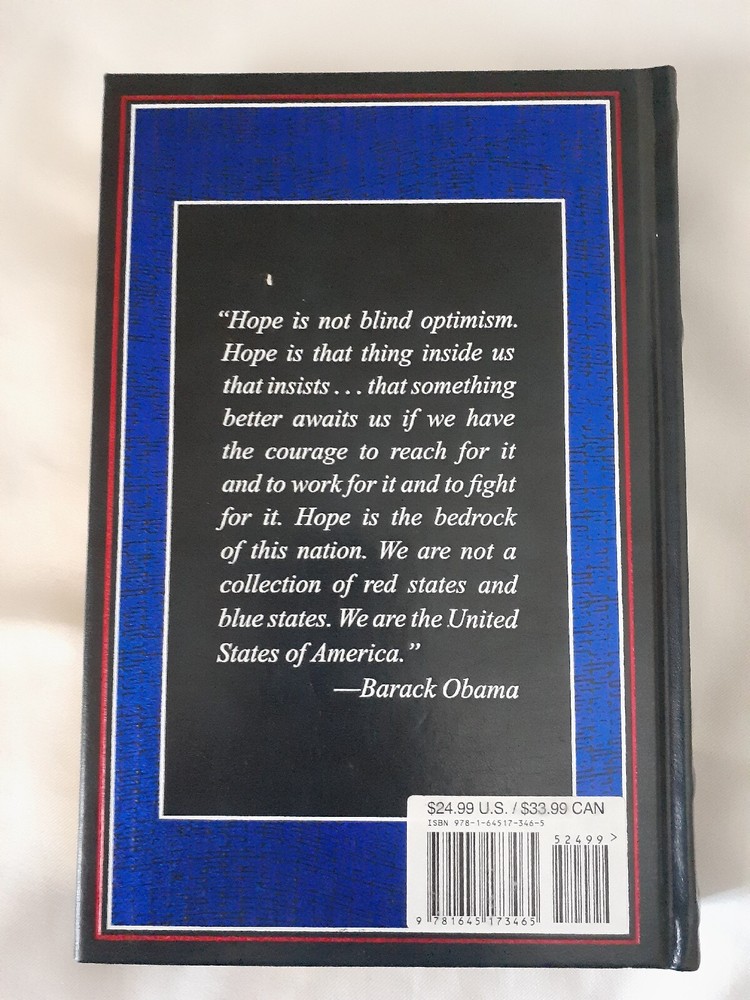 “Hope is not blind optimism.
Hope is that thing inside us
that insists . . . that something
better awaits us if we have
the courage to reach for it
and to work for it and to fight
for it. Hope is the bedrock
of this nation. We are not a
collection of red states and
blue states. We are the United
States of America.”
—Barack Obama
$24.99 U.S. / $33.99 CAN
ISBN 978-1-64517-346-5
52499>
9 781645 173465